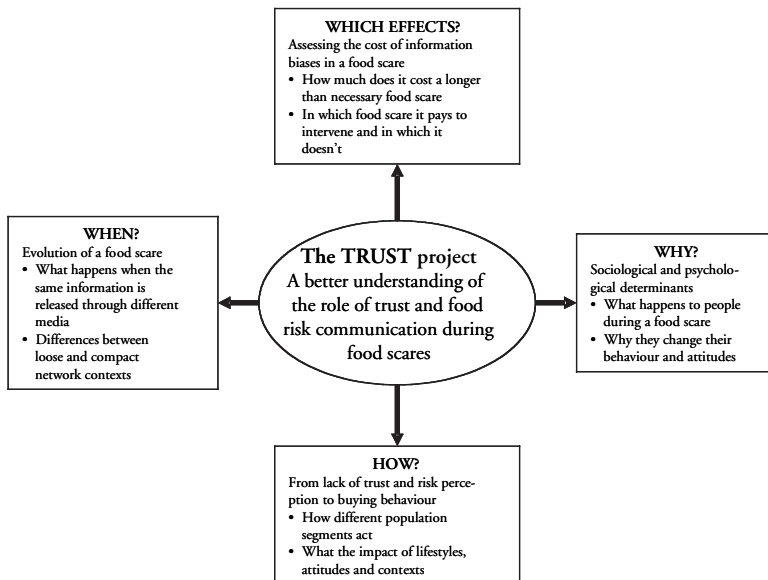 WHICH EFFECTS?
Assessing the cost of information
biases in a food scare
• How much does it cost a longer
than necessary food scare
• In which food scare it pays to
intervene and in which it
doesn't
WHEN?
Evolution of a food scare
• What happens when the
same information is
released through different
media
• Differences between
loose and compact
network contexts
The TRUST project
A better understanding of
the role of trust and food
risk communication during
food scares
WHY?
Sociological and psycholo-
gical determinants
• What happens to people
during a food scare
• Why they change their
behaviour and attitudes
HOW?
From lack of trust and risk perce-
ption to buying behaviour
• How different population
segments act
• What the impact of lifestyles,
attitudes and contexts